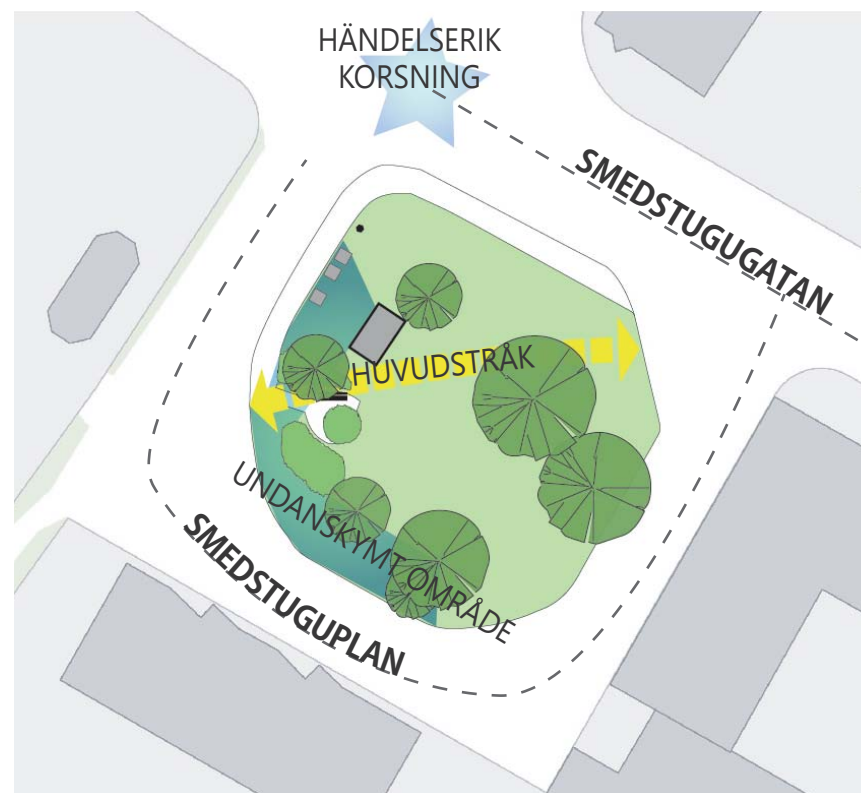 HÄNDELSERIK
KORSNING
SMEDSTUGUGATAN
HUVUDSTRÅK
UNDANSKYMT OMRÅDE
SMEDSTUGUPLAN